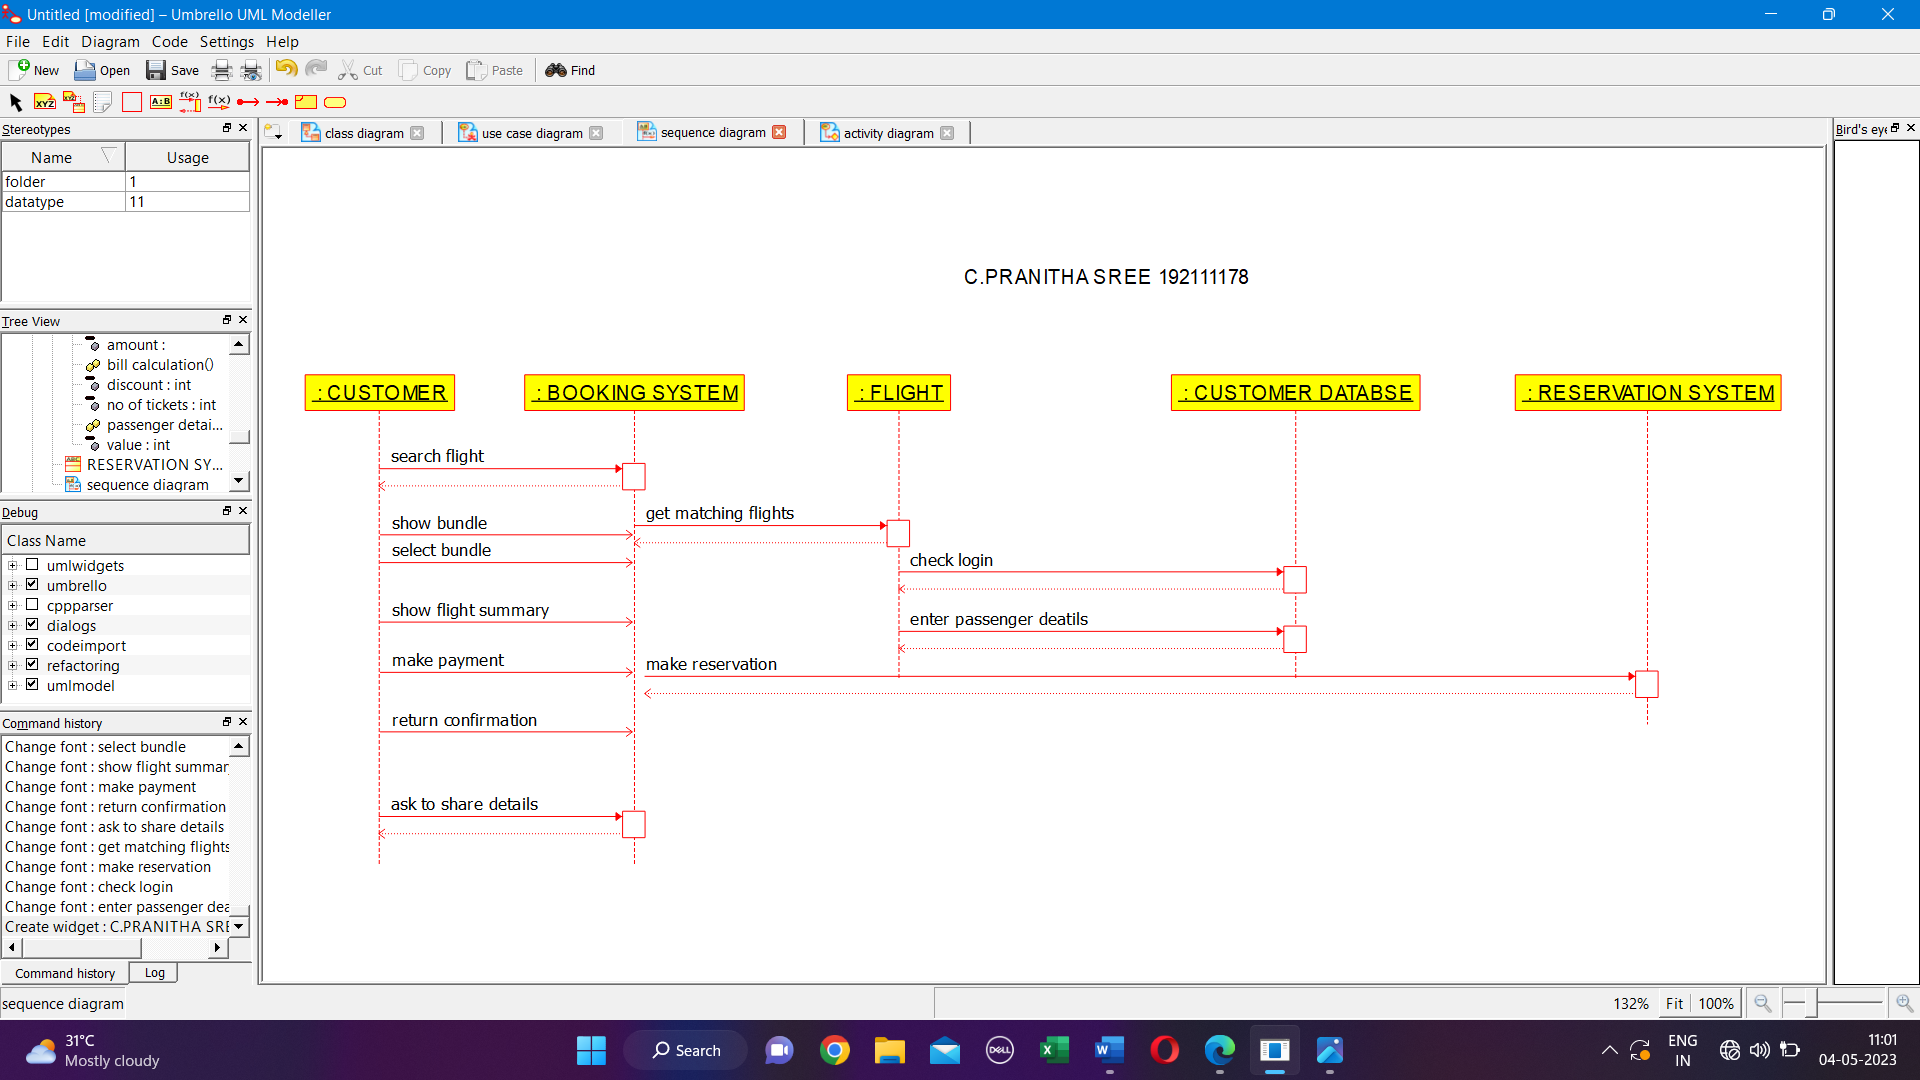 Untitled [modified] – Umbrello UML Modeller
File Edit Diagram Code Settings Help
New Open Save Cut Copy Paste Find
XYZ XYZ A:B f(x) f(x)
Stereotypes
Name Usage
folder 1
datatype 11
Tree View
amount :
bill calculation()
discount : int
no of tickets : int
passenger detai...
value : int
RESERVATION SY...
sequence diagram
Debug
Class Name
umlwidgets
umbrello
cppparser
dialogs
codeimport
refactoring
umlmodel
Command history
Change font : select bundle
Change font : show flight summar
Change font : make payment
Change font : return confirmation
Change font : ask to share details
Change font : get matching flights
Change font : make reservation
Change font : check login
Change font : enter passenger dea
Create widget : C.PRANITHA SRE
Command history Log
class diagram use case diagram sequence diagram activity diagram
Bird's eye
C.PRANITHA SREE 192111178
: CUSTOMER : BOOKING SYSTEM : FLIGHT : CUSTOMER DATABSE : RESERVATION SYSTEM
search flight
get matching flights
show bundle
select bundle
check login
show flight summary
enter passenger deatils
make payment
make reservation
return confirmation
ask to share details
sequence diagram
132% Fit 100%
31°C
Mostly cloudy
Search
DELL
ENG
IN
11:01
04-05-2023